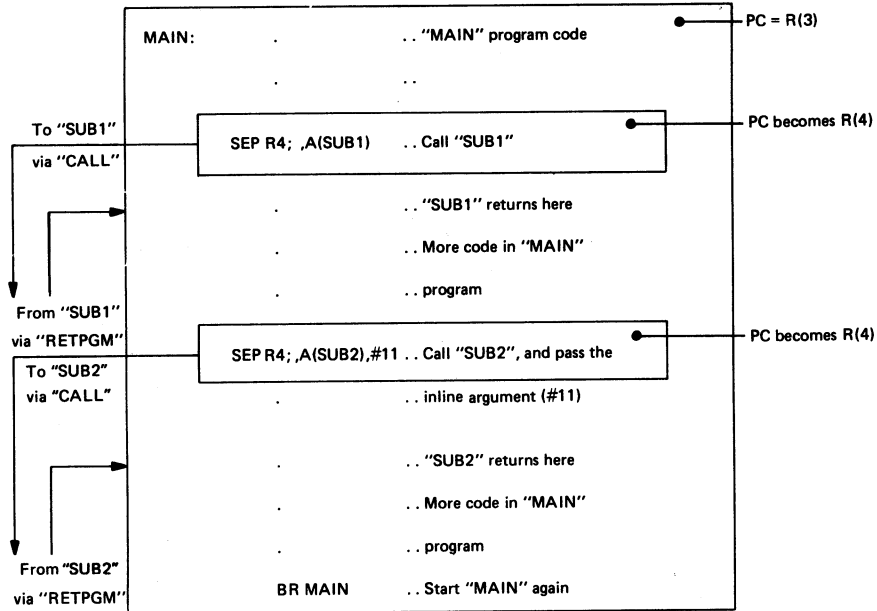 MAIN: . .. "MAIN" program code PC = R(3)
. ..
To "SUB1" via "CALL"
SEP R4; ,A(SUB1) .. Call "SUB1" PC becomes R(4)
. .. "SUB1" returns here
. .. More code in "MAIN"
. .. program
From "SUB1"
via "RETPGM"
SEP R4; ,A(SUB2),#11 .. Call "SUB2", and pass the PC becomes R(4)
To "SUB2"
via "CALL"
. .. inline argument (#11)
. .. "SUB2" returns here
. .. More code in "MAIN"
. .. program
From "SUB2"
via "RETPGM"
BR MAIN .. Start "MAIN" again